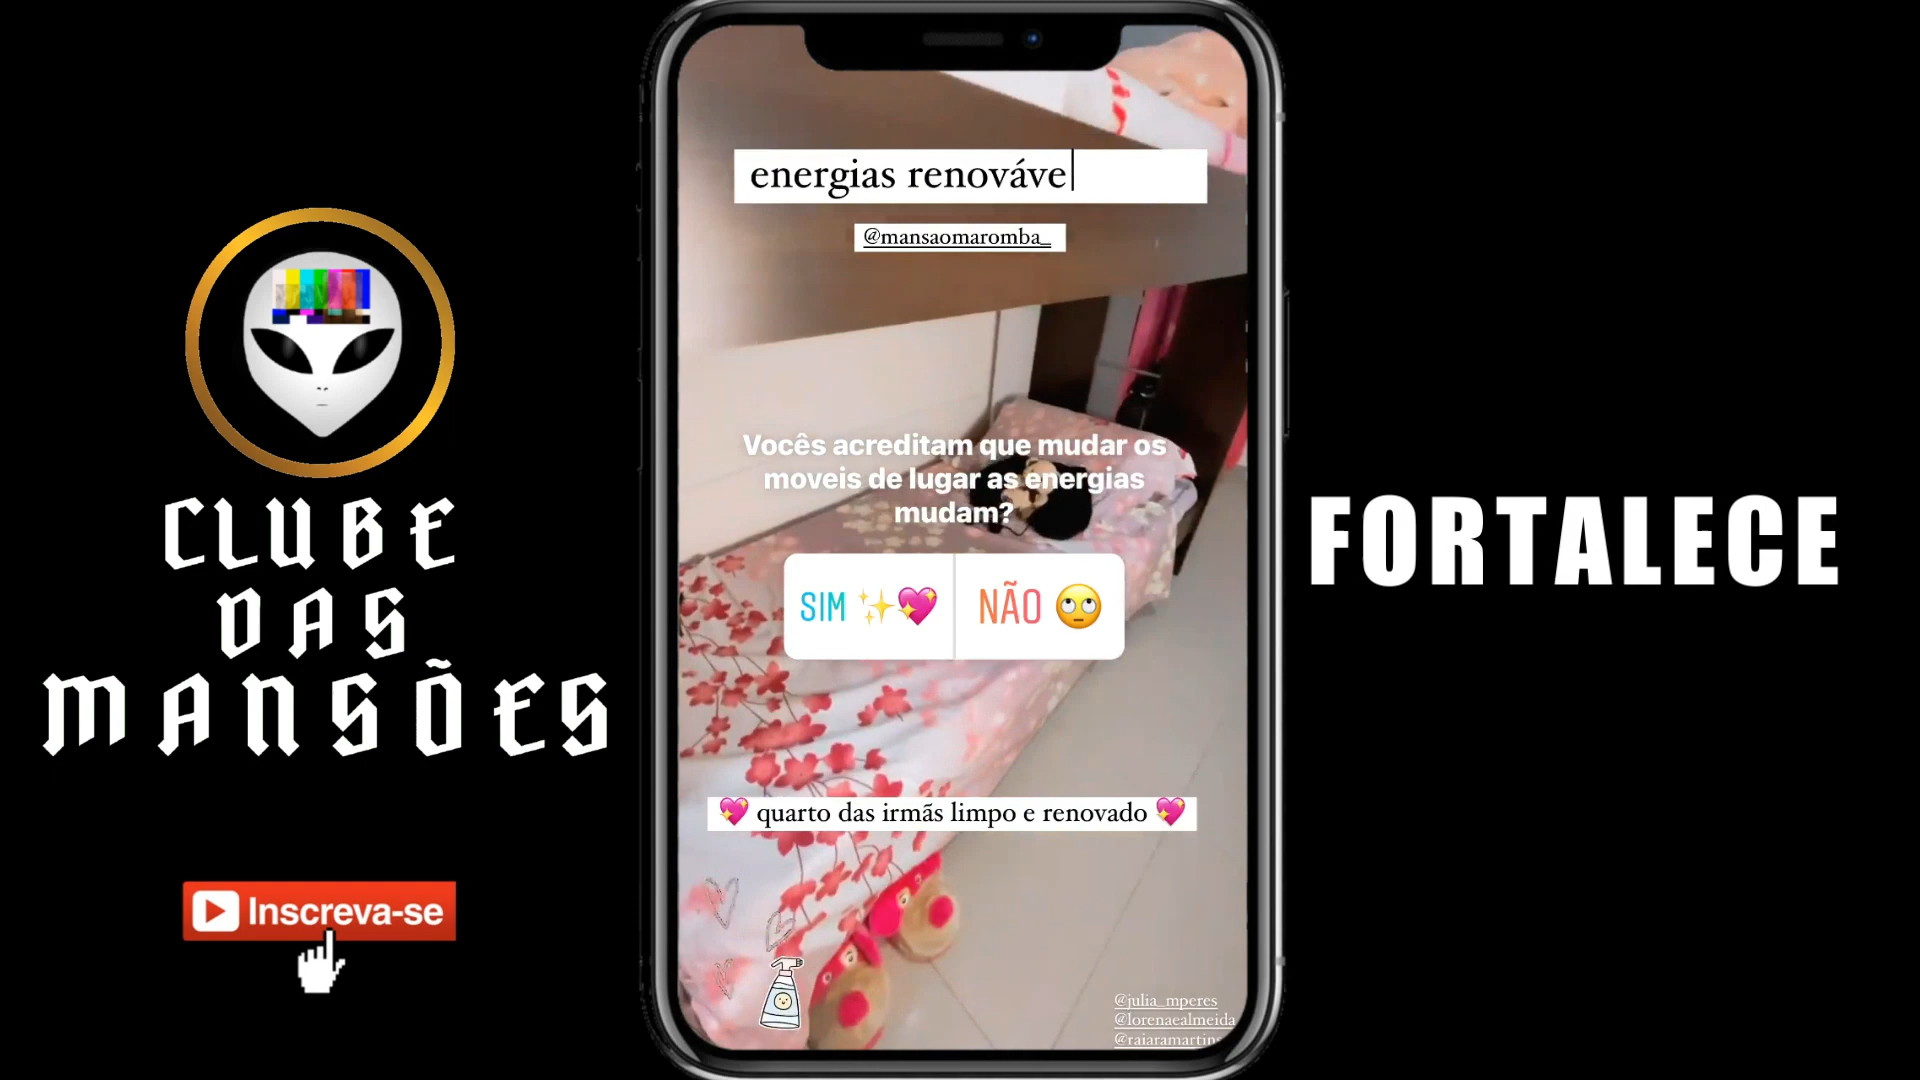 CLUBE
DAS
MANSÕES
Inscreva-se
energias renováve
@mansaomaromba_
Vocês acreditam que mudar os
moveis de lugar as energias
mudam?
SIM ✨💖
NÃO 🙄
💖 quarto das irmãs limpo e renovado 💖
@julia_mperes
@lorenaealmeida
@raiaramartins
FORTALECE